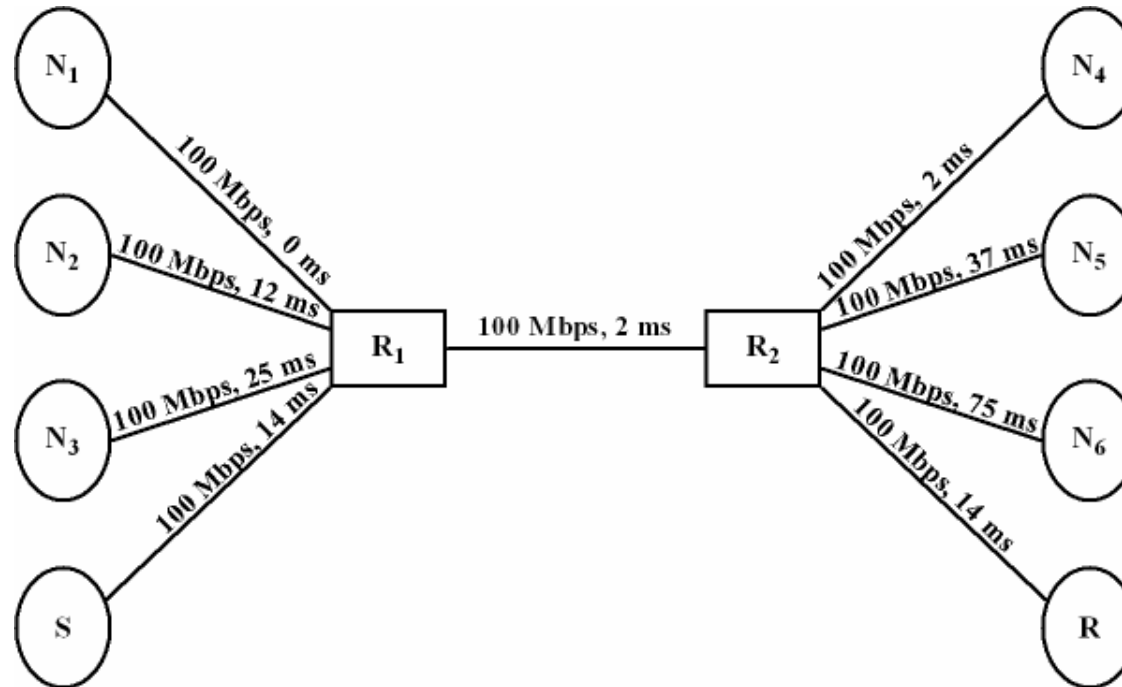 N₁
N₄
100 Mbps, 0 ms
100 Mbps, 2 ms
N₂
N₅
100 Mbps, 12 ms
100 Mbps, 37 ms
R₁
100 Mbps, 2 ms
R₂
N₃
N₆
100 Mbps, 25 ms
100 Mbps, 75 ms
100 Mbps, 14 ms
100 Mbps, 14 ms
S
R